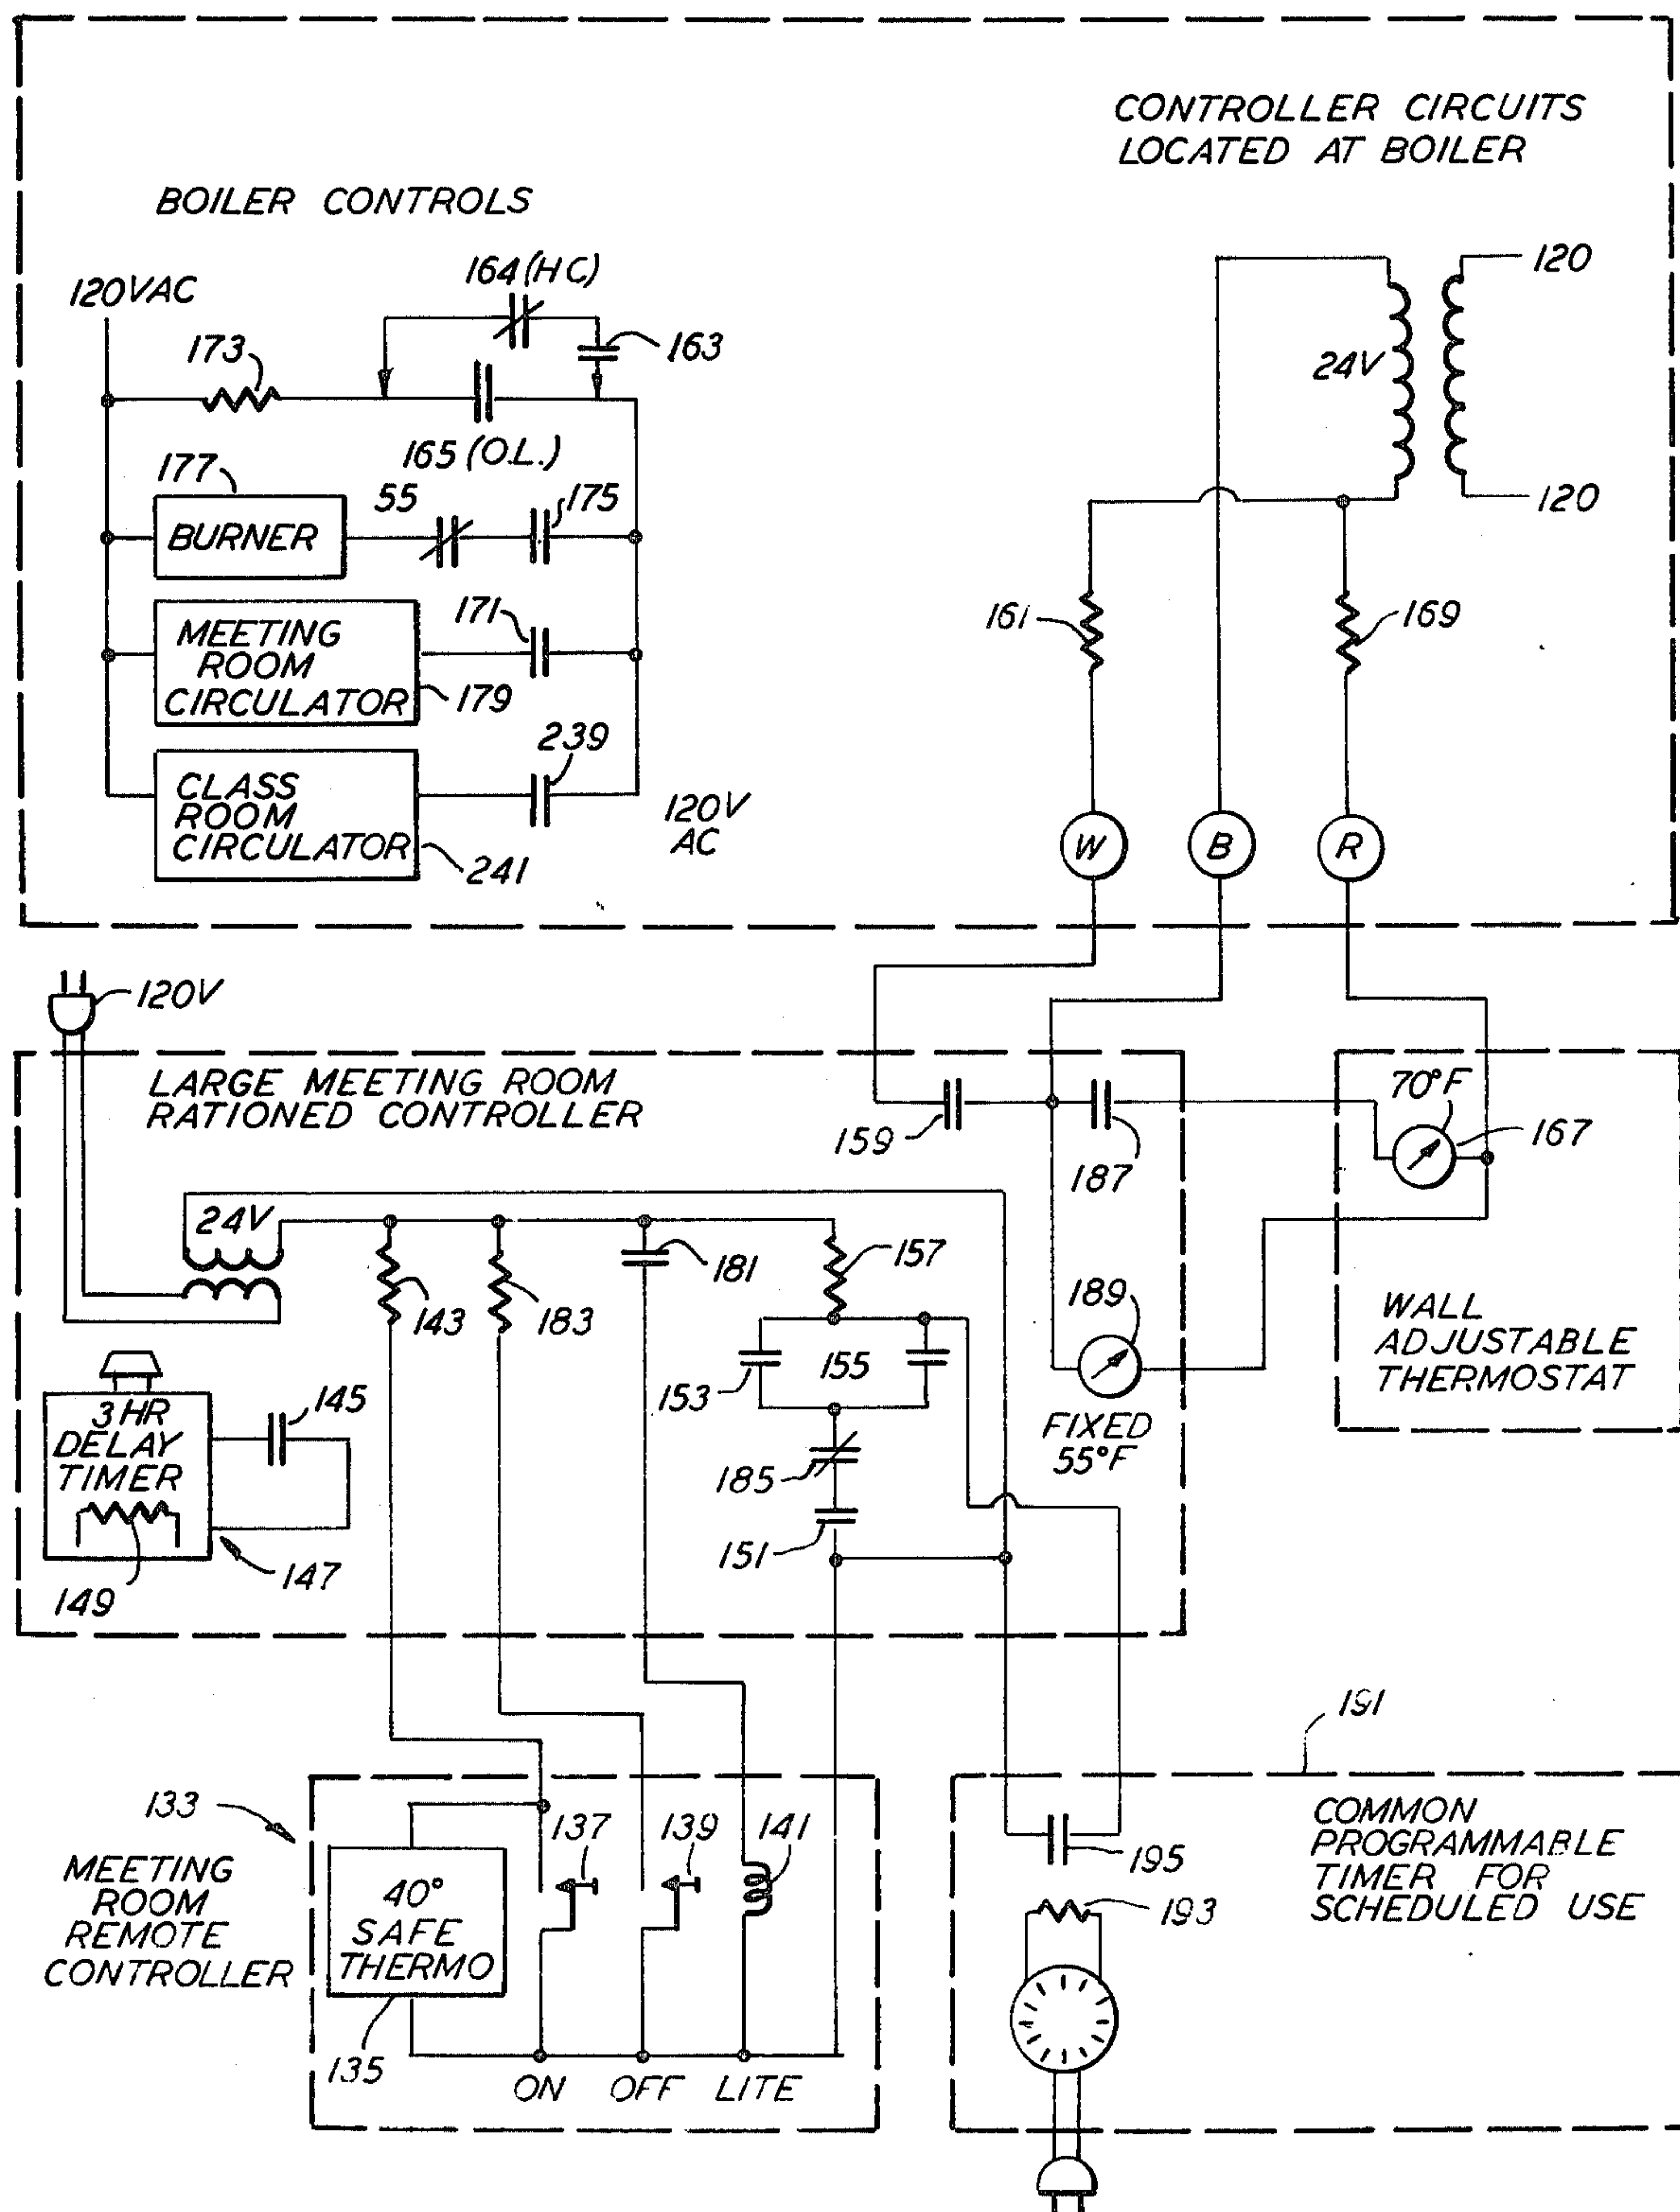 CONTROLLER CIRCUITS
LOCATED AT BOILER
BOILER CONTROLS
164 (HC)
120VAC
173
163
120
24V
165 (O.L.)
177
55
175
120
BURNER
171
161
169
MEETING
ROOM
CIRCULATOR
179
239
CLASS
ROOM
CIRCULATOR
241
120V
AC
W
B
R
120V
LARGE MEETING ROOM
RATIONED CONTROLLER
70°F
159
187
167
24V
157
181
143
183
189
WALL
ADJUSTABLE
THERMOSTAT
153
155
145
3 HR
DELAY
TIMER
FIXED
55°F
185
151
149
147
191
133
MEETING
ROOM
REMOTE
CONTROLLER
137
139
141
40°
SAFE
THERMO
135
ON
OFF
LITE
195
193
COMMON
PROGRAMMABLE
TIMER FOR
SCHEDULED USE